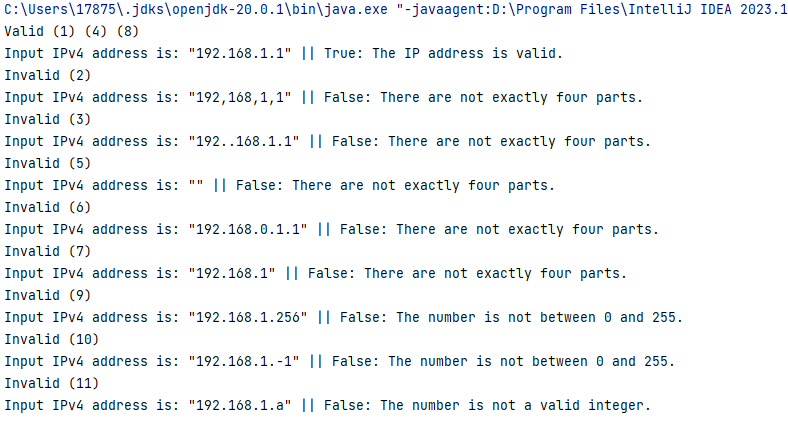 C:\Users\17875\.jdks\openjdk-20.0.1\bin\java.exe "-javaagent:D:\Program Files\IntelliJ IDEA 2023.1
Valid (1) (4) (8)
Input IPv4 address is: "192.168.1.1" || True: The IP address is valid.
Invalid (2)
Input IPv4 address is: "192,168,1,1" || False: There are not exactly four parts.
Invalid (3)
Input IPv4 address is: "192..168.1.1" || False: There are not exactly four parts.
Invalid (5)
Input IPv4 address is: "" || False: There are not exactly four parts.
Invalid (6)
Input IPv4 address is: "192.168.0.1.1" || False: There are not exactly four parts.
Invalid (7)
Input IPv4 address is: "192.168.1" || False: There are not exactly four parts.
Invalid (9)
Input IPv4 address is: "192.168.1.256" || False: The number is not between 0 and 255.
Invalid (10)
Input IPv4 address is: "192.168.1.-1" || False: The number is not between 0 and 255.
Invalid (11)
Input IPv4 address is: "192.168.1.a" || False: The number is not a valid integer.